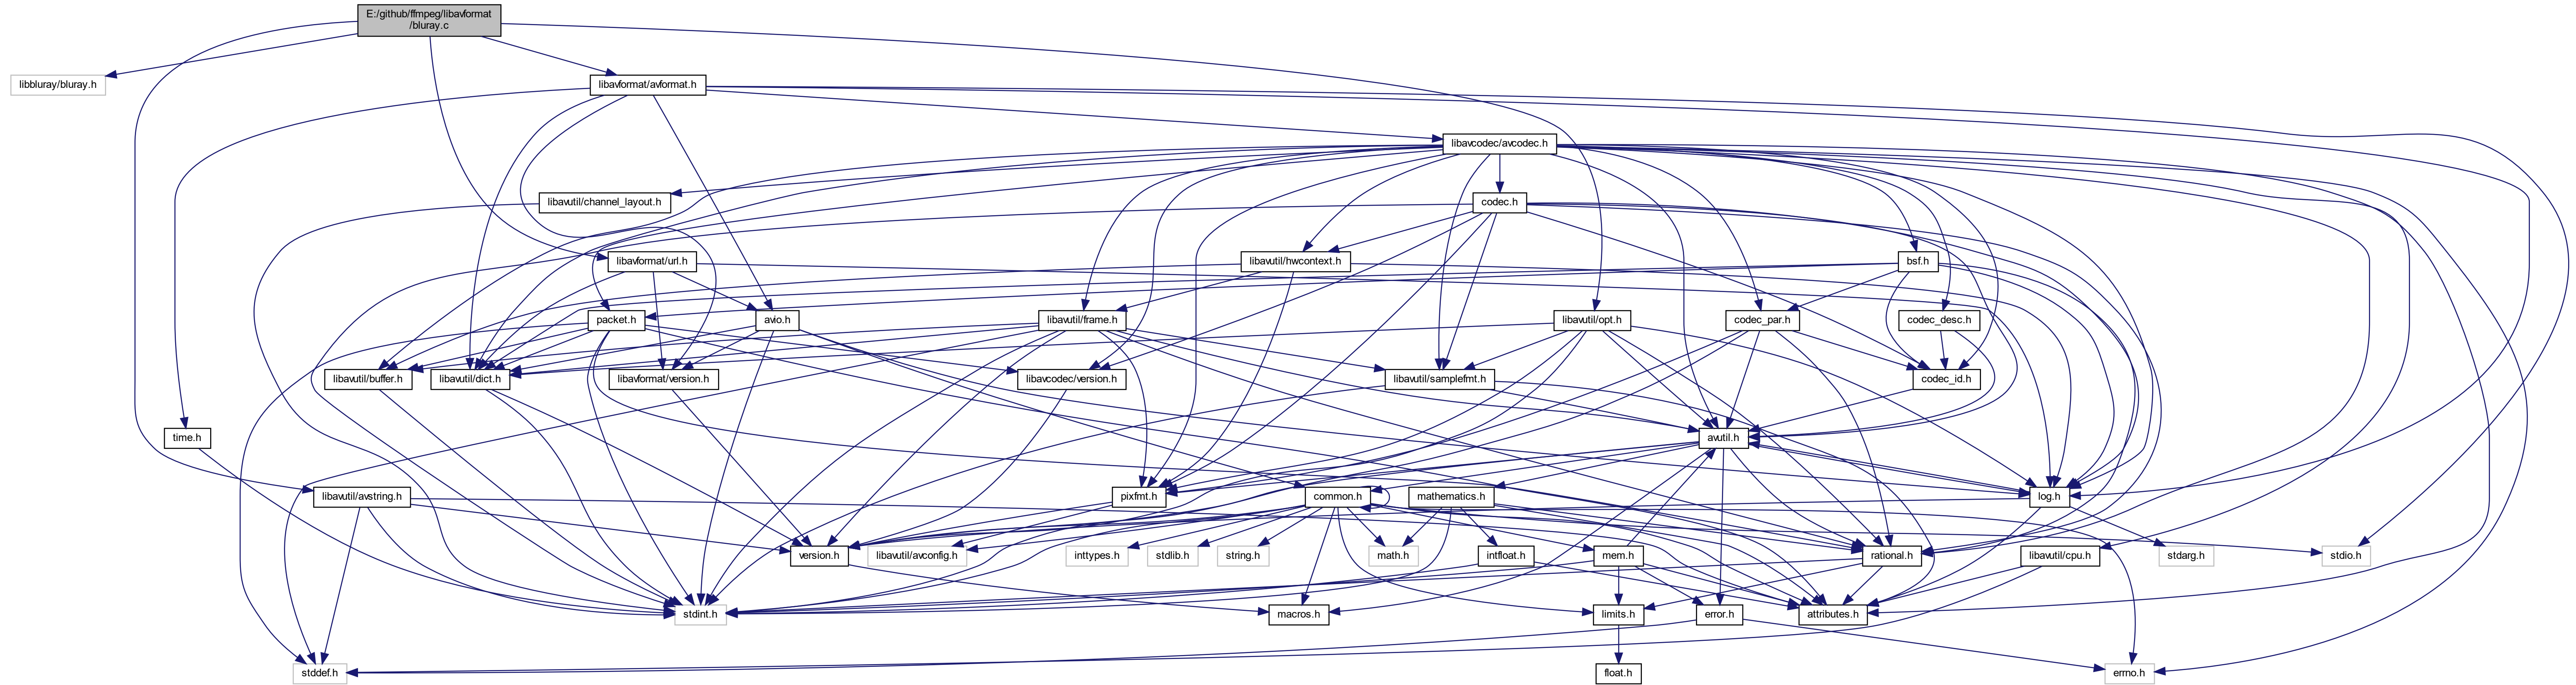 E:/github/ffmpeg/libavformat
/bluray.c
libbluray/bluray.h
libavformat/avformat.h
libavcodec/avcodec.h
libavutil/channel_layout.h
codec.h
libavformat/url.h
libavutil/hwcontext.h
bsf.h
packet.h
avio.h
libavutil/frame.h
libavutil/opt.h
codec_par.h
codec_desc.h
libavutil/buffer.h
libavutil/dict.h
libavformat/version.h
libavcodec/version.h
libavutil/samplefmt.h
codec_id.h
time.h
avutil.h
libavutil/avstring.h
pixfmt.h
common.h
mathematics.h
log.h
version.h
libavutil/avconfig.h
inttypes.h
stdlib.h
string.h
math.h
intfloat.h
mem.h
rational.h
libavutil/cpu.h
stdarg.h
stdio.h
stdint.h
macros.h
limits.h
error.h
attributes.h
stddef.h
float.h
errno.h